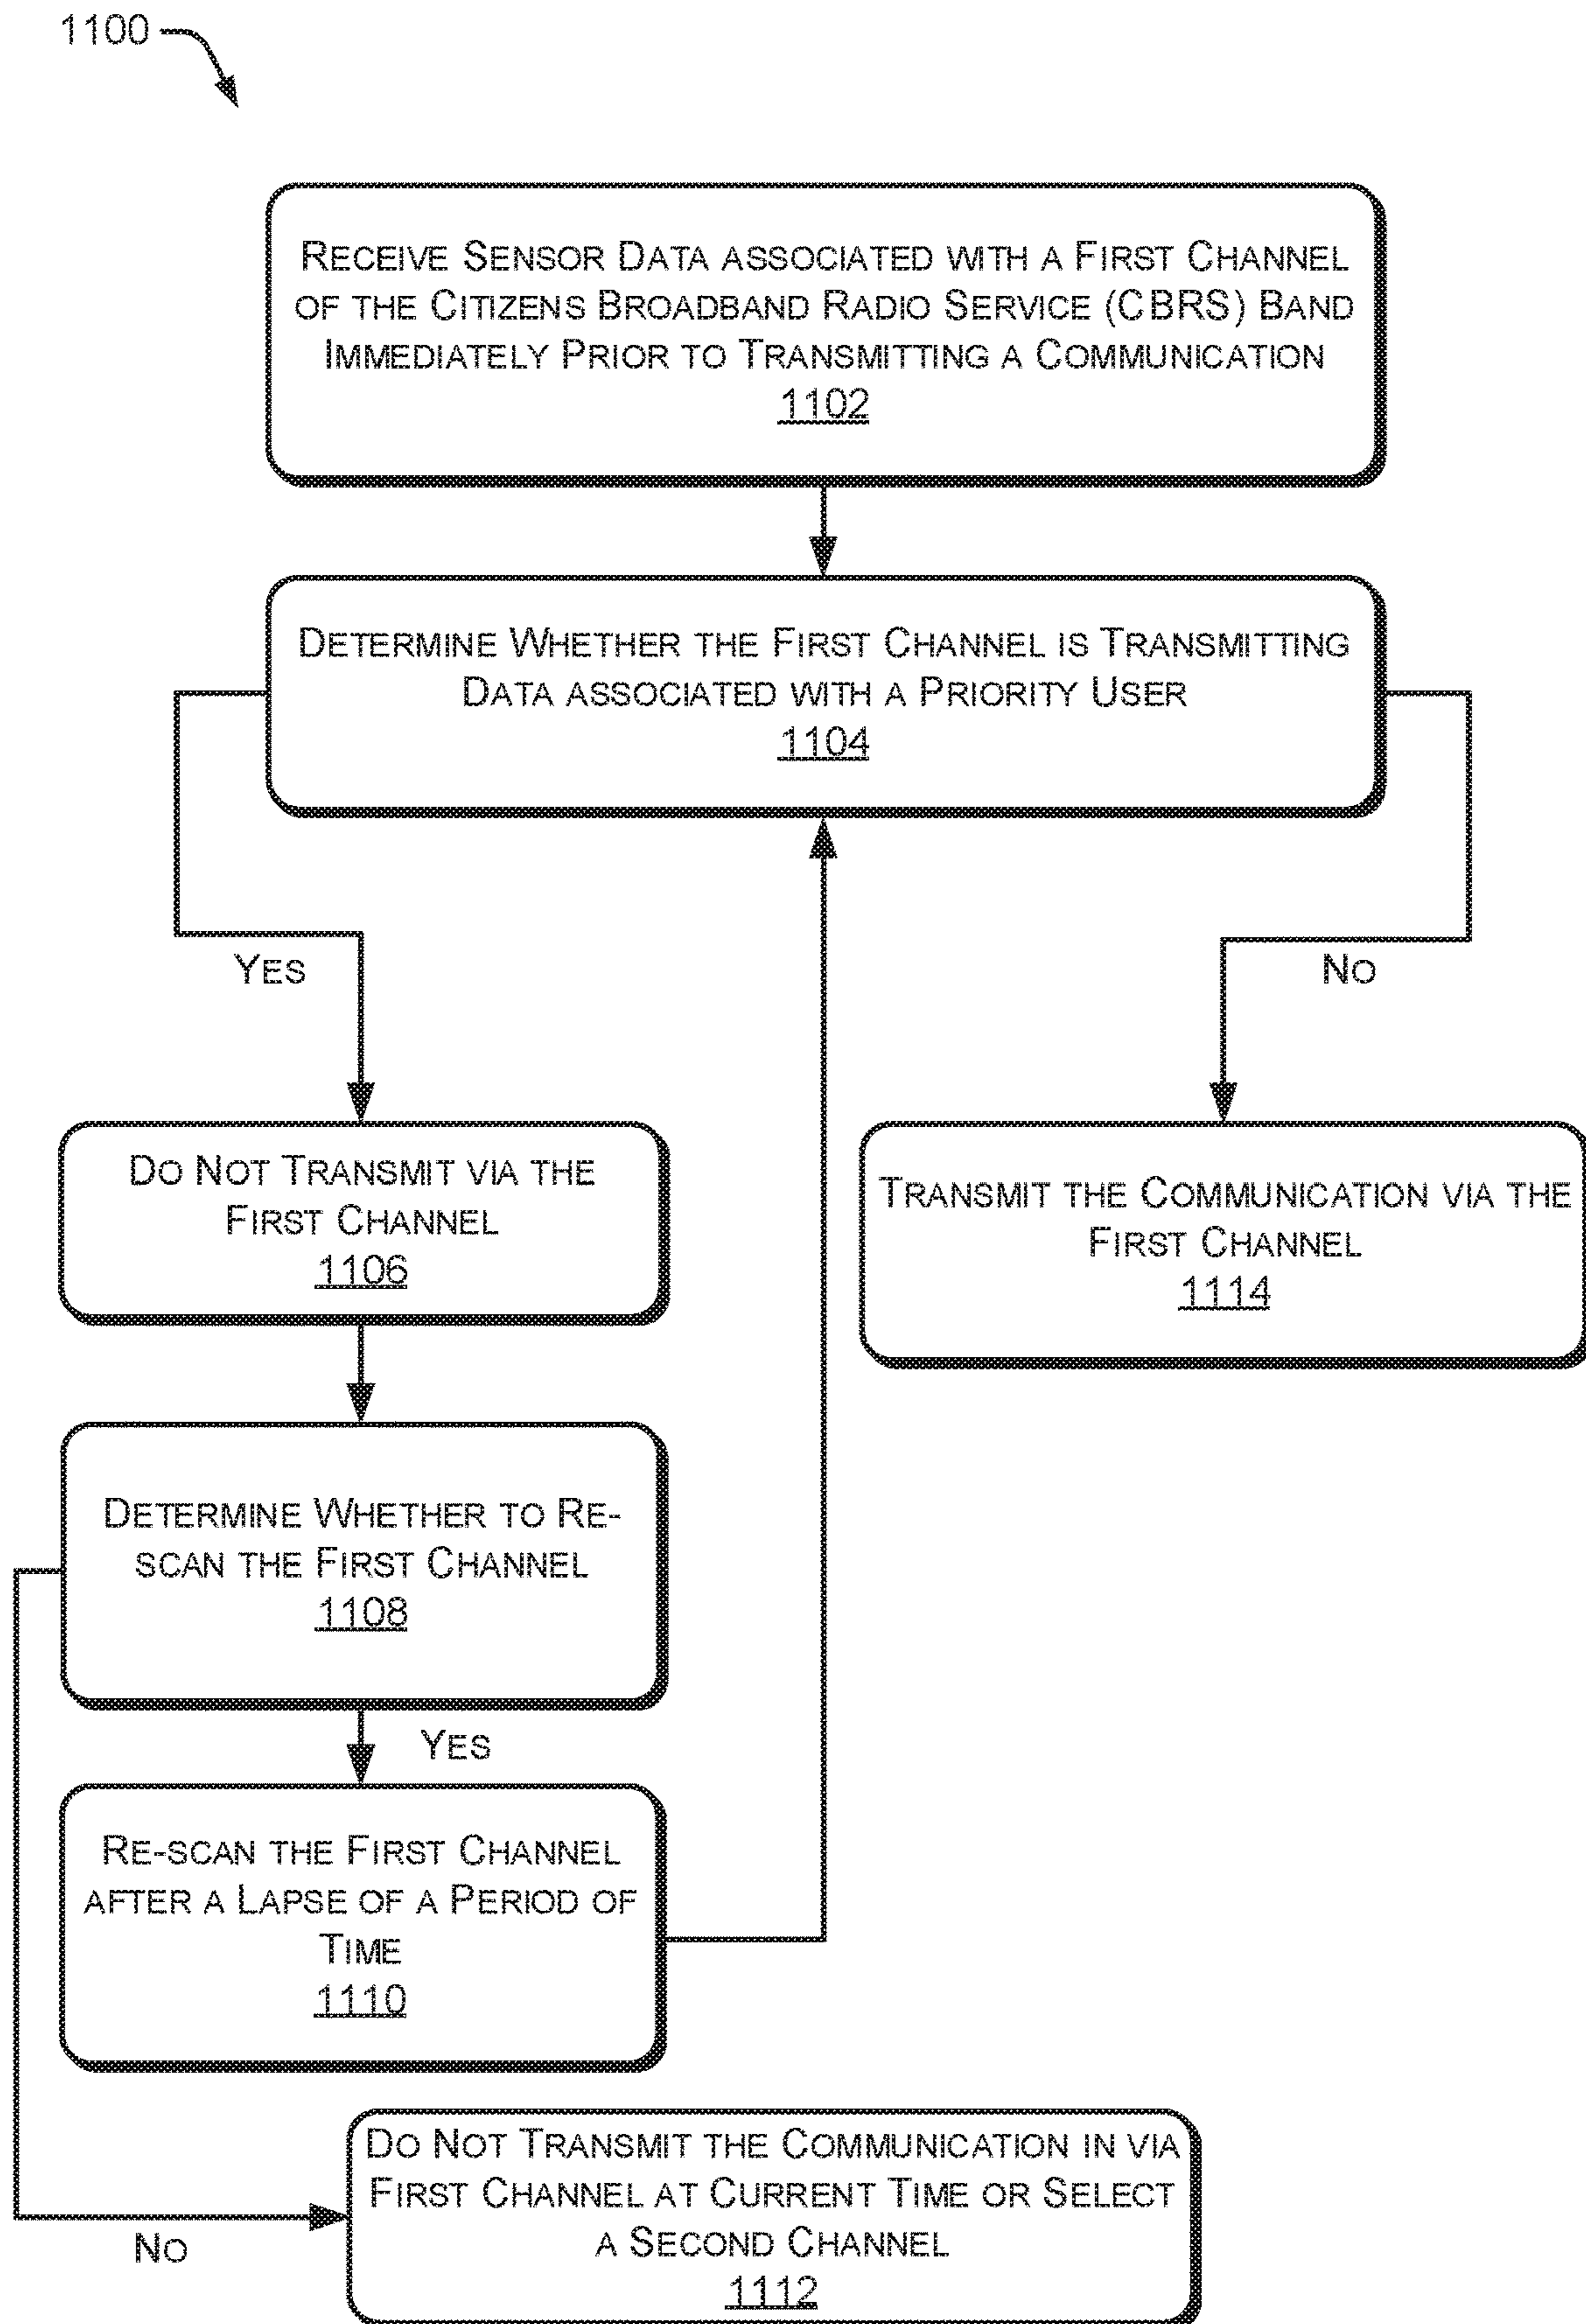 1100
RECEIVE SENSOR DATA ASSOCIATED WITH A FIRST CHANNEL
OF THE CITIZENS BROADBAND RADIO SERVICE (CBRS) BAND
IMMEDIATELY PRIOR TO TRANSMITTING A COMMUNICATION
1102
DETERMINE WHETHER THE FIRST CHANNEL IS TRANSMITTING
DATA ASSOCIATED WITH A PRIORITY USER
1104
YES
NO
DO NOT TRANSMIT VIA THE
FIRST CHANNEL
1106
TRANSMIT THE COMMUNICATION VIA THE
FIRST CHANNEL
1114
DETERMINE WHETHER TO RE-
SCAN THE FIRST CHANNEL
1108
YES
RE-SCAN THE FIRST CHANNEL
AFTER A LAPSE OF A PERIOD OF
TIME
1110
DO NOT TRANSMIT THE COMMUNICATION IN VIA
FIRST CHANNEL AT CURRENT TIME OR SELECT
A SECOND CHANNEL
1112
NO